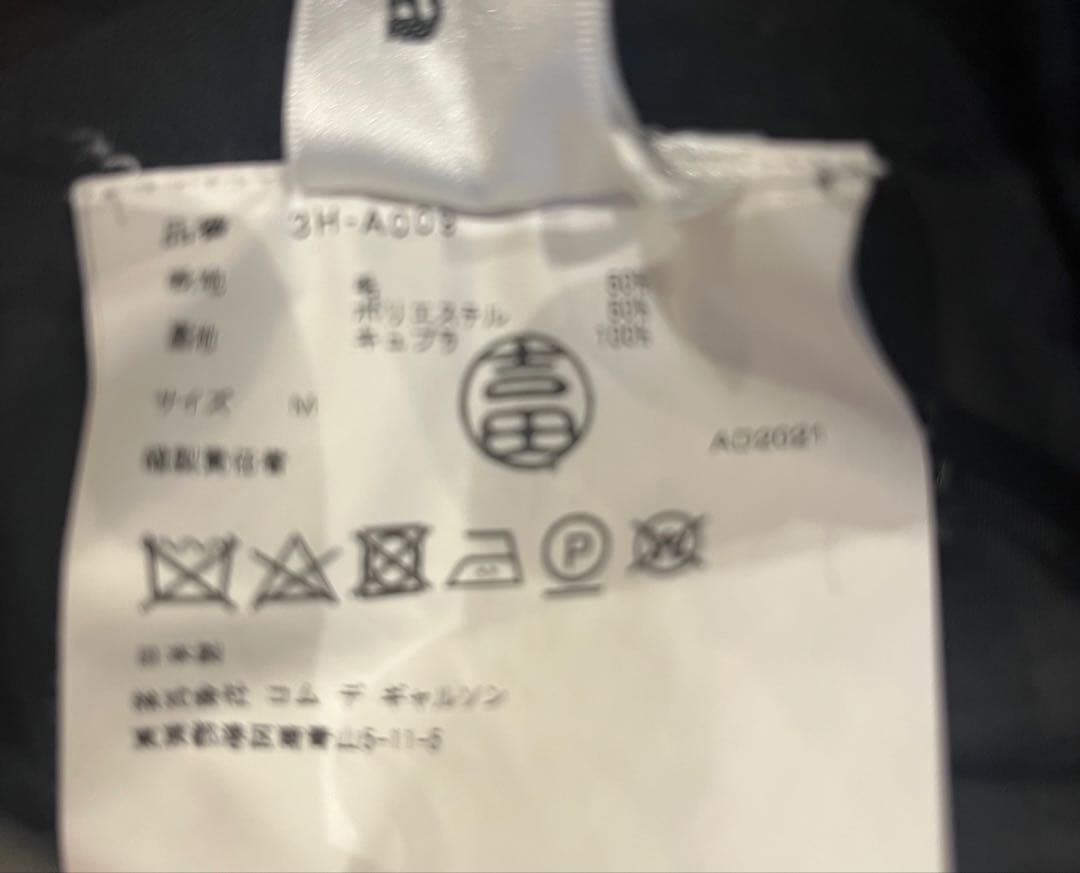 a
品番 3H-A009
表地 毛
ポリエステル
裏地 キュプラ 100%
サイズ M
吉田
縫製責任者 AD2021
P W
日本製
株式会社 コム デ ギャルソン
東京都港区南青山5-11-5